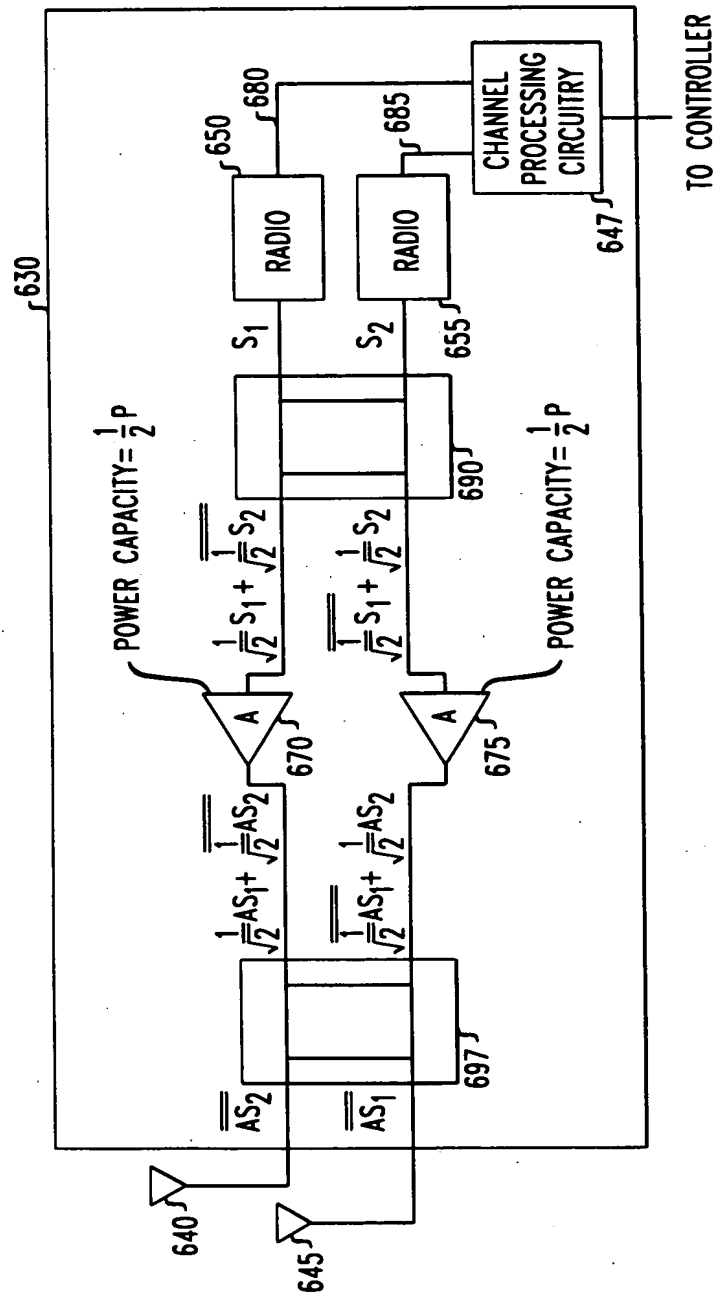 630
640
645
A̿S̿₂
A̿S̿₁
697
1/√2 AS₁ + 1/√2 AS₂
1/√2 AS₁ + 1/√2 AS₂
POWER CAPACITY= 1/2 P
A
670
A
675
POWER CAPACITY= 1/2 P
1/√2 S₁ + 1/√2 S₂
1/√2 S₁ + 1/√2 S₂
690
S₁
S₂
RADIO
650
RADIO
655
680
685
CHANNEL
PROCESSING
CIRCUITRY
647
TO CONTROLLER